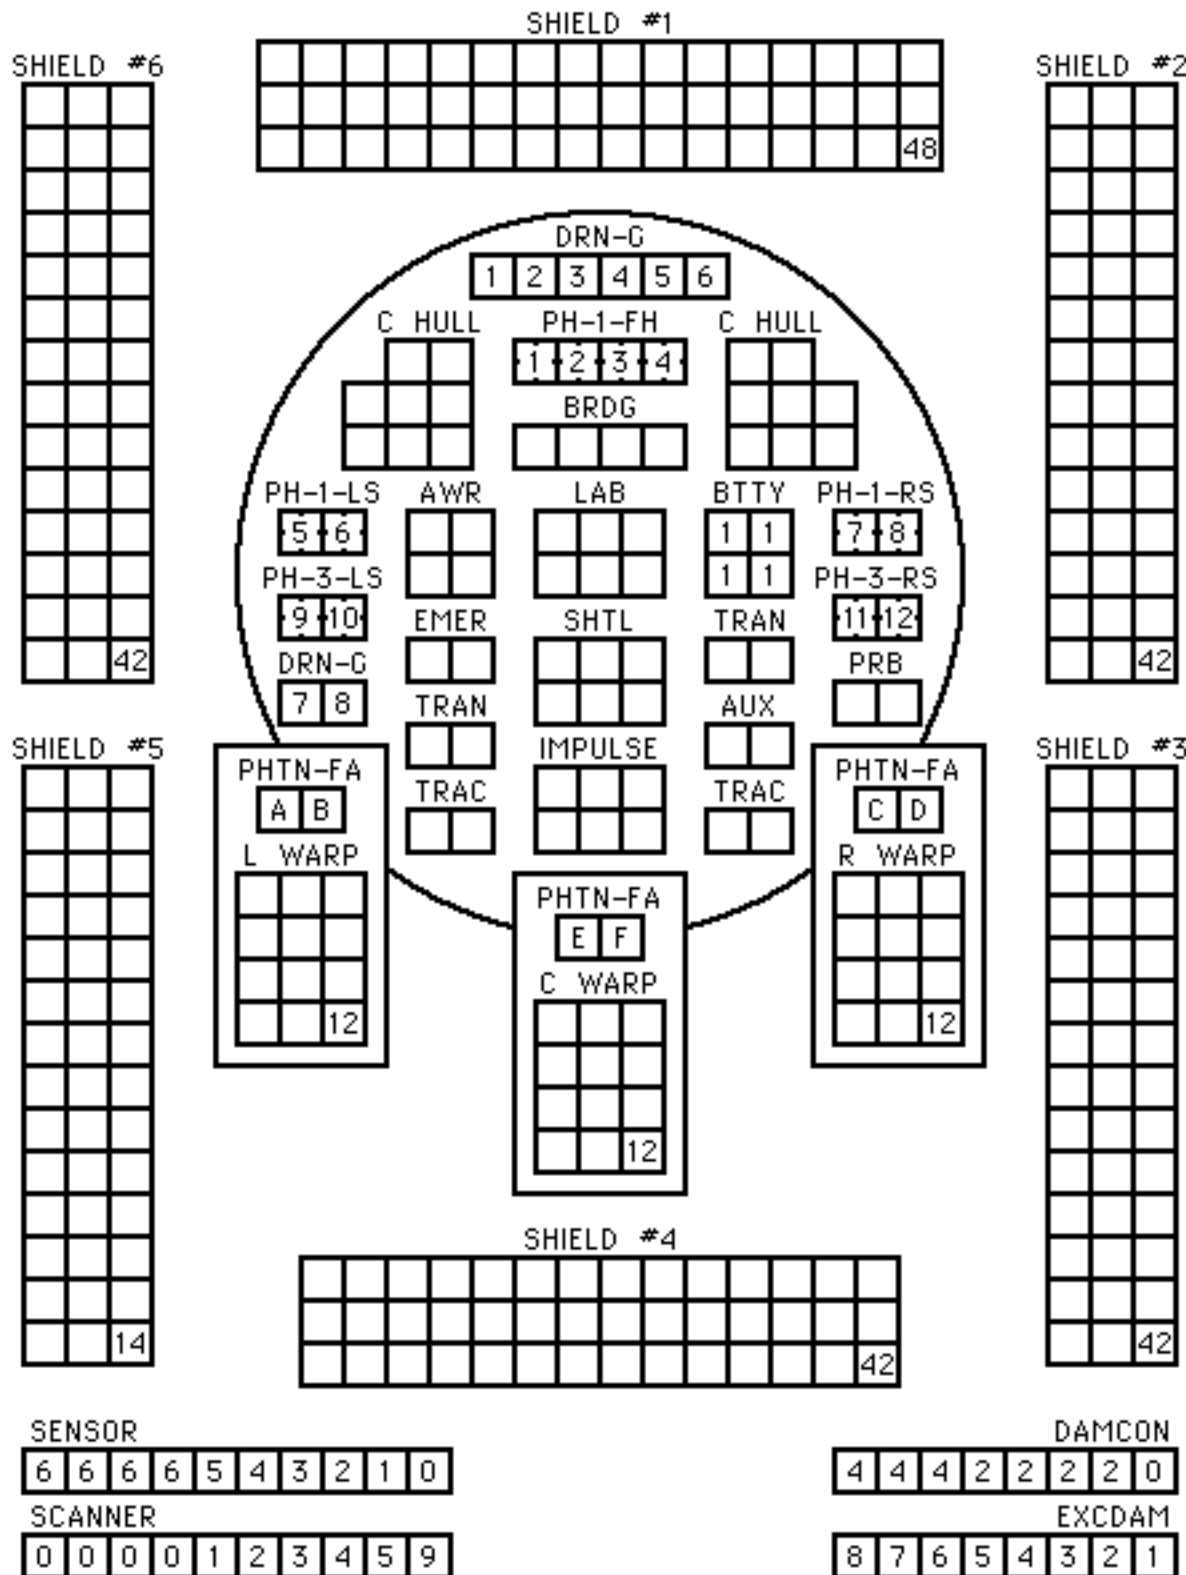 SHIELD #1
SHIELD #6
SHIELD #2
48
DRN-G
1 2 3 4 5 6
C HULL PH-1-FH C HULL
1 2 3 4
BRDG
PH-1-LS AWR LAB BTTY PH-1-RS
5 6 1 1 7 8
PH-3-LS 1 1 PH-3-RS
9 10 11 12
EMER SHTL TRAN
42 42
DRN-G PRB
7 8
TRAN AUX
SHIELD #5 IMPULSE SHIELD #3
PHTN-FA PHTN-FA
TRAC TRAC
A B C D
L WARP R WARP
PHTN-FA
E F
C WARP
12 12
12
SHIELD #4
14 42
42
SENSOR DAMCON
6 6 6 6 5 4 3 2 1 0 4 4 4 2 2 2 2 0
SCANNER EXCDAM
0 0 0 0 1 2 3 4 5 9 8 7 6 5 4 3 2 1